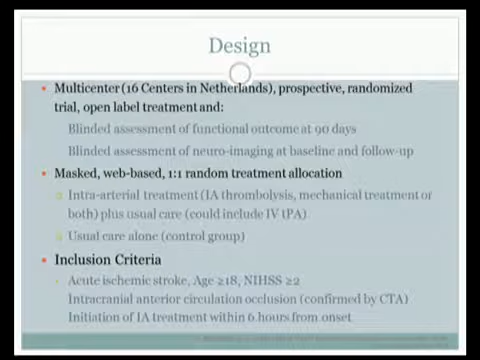 Design
Multicenter (16 Centers in Netherlands), prospective, randomized
trial, open label treatment and:
Blinded assessment of functional outcome at 90 days
Blinded assessment of neuro-imaging at baseline and follow-up
Masked, web-based, 1:1 random treatment allocation
Intra-arterial treatment (IA thrombolysis, mechanical treatment or
both) plus usual care (could include IV tPA)
Usual care alone (control group)
Inclusion Criteria
Acute ischemic stroke, Age ≥18, NIHSS ≥2
Intracranial anterior circulation occlusion (confirmed by CTA)
Initiation of IA treatment within 6 hours from onset